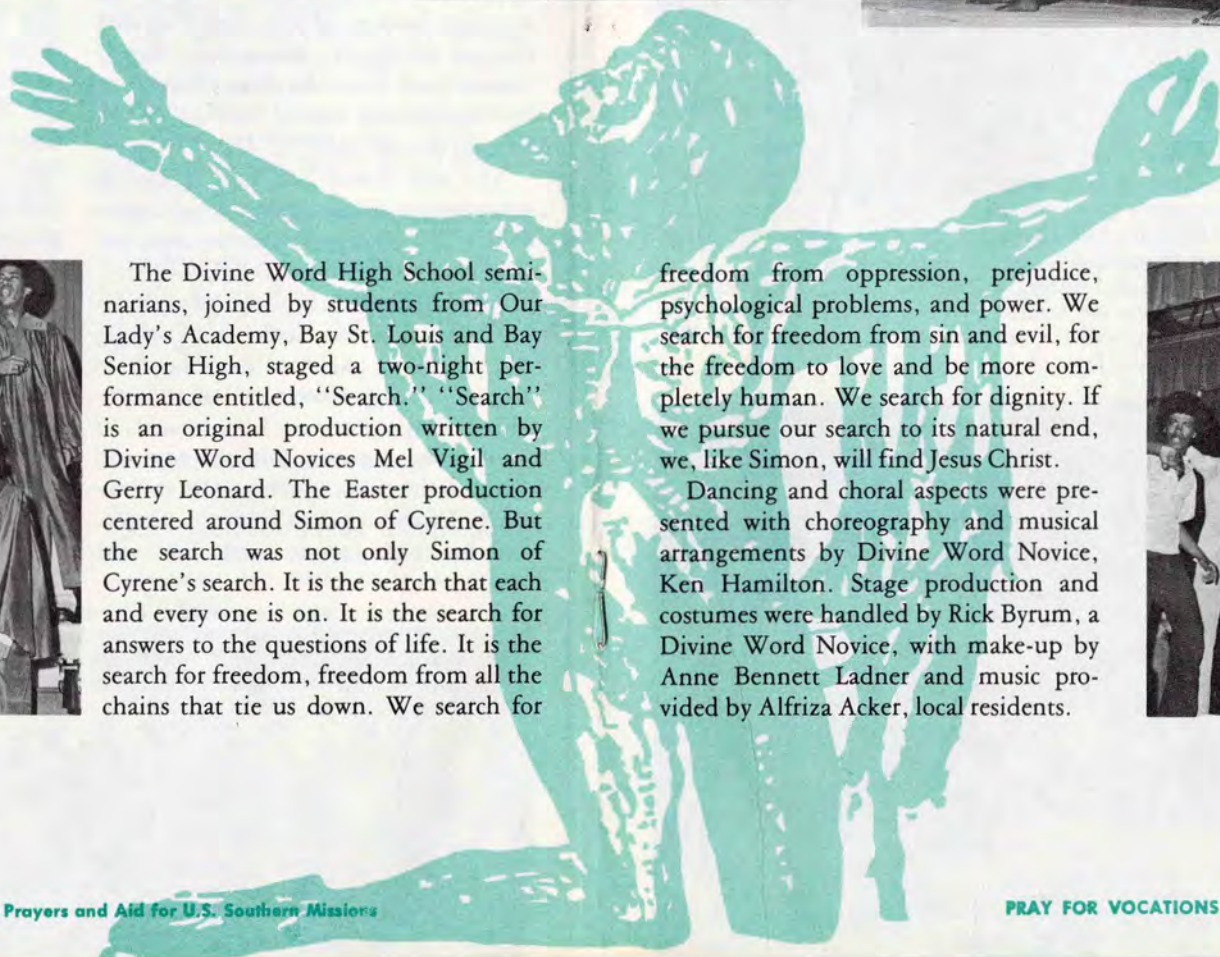 The Divine Word High School semi-
narians, joined by students from Our
Lady's Academy, Bay St. Louis and Bay
Senior High, staged a two-night per-
formance entitled, "Search." "Search"
is an original production written by
Divine Word Novices Mel Vigil and
Gerry Leonard. The Easter production
centered around Simon of Cyrene. But
the search was not only Simon of
Cyrene's search. It is the search that each
and every one is on. It is the search for
answers to the questions of life. It is the
search for freedom, freedom from all the
chains that tie us down. We search for
freedom from oppression, prejudice,
psychological problems, and power. We
search for freedom from sin and evil, for
the freedom to love and be more com-
pletely human. We search for dignity. If
we pursue our search to its natural end,
we, like Simon, will find Jesus Christ.
Dancing and choral aspects were pre-
sented with choreography and musical
arrangements by Divine Word Novice,
Ken Hamilton. Stage production and
costumes were handled by Rick Byrum, a
Divine Word Novice, with make-up by
Anne Bennett Ladner and music pro-
vided by Alfriza Acker, local residents.
Prayers and Aid for U.S. Southern Missions
PRAY FOR VOCATIONS